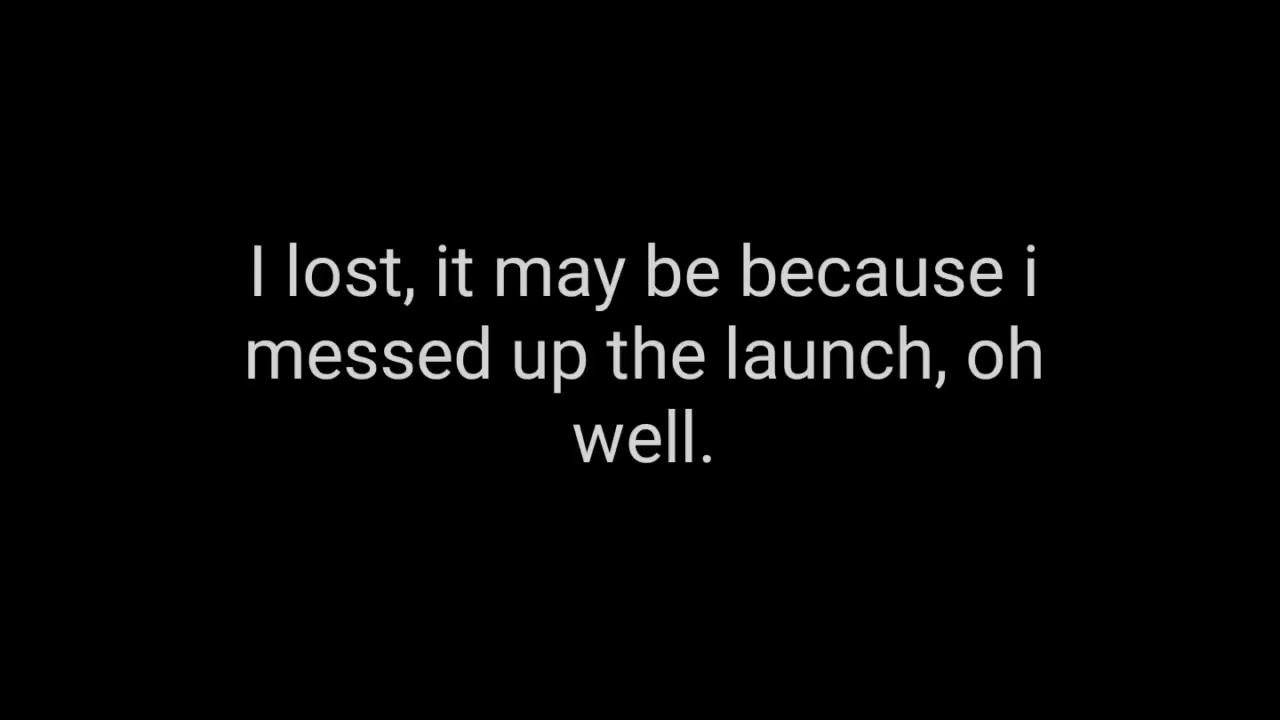 I lost, it may be because i
messed up the launch, oh
well.